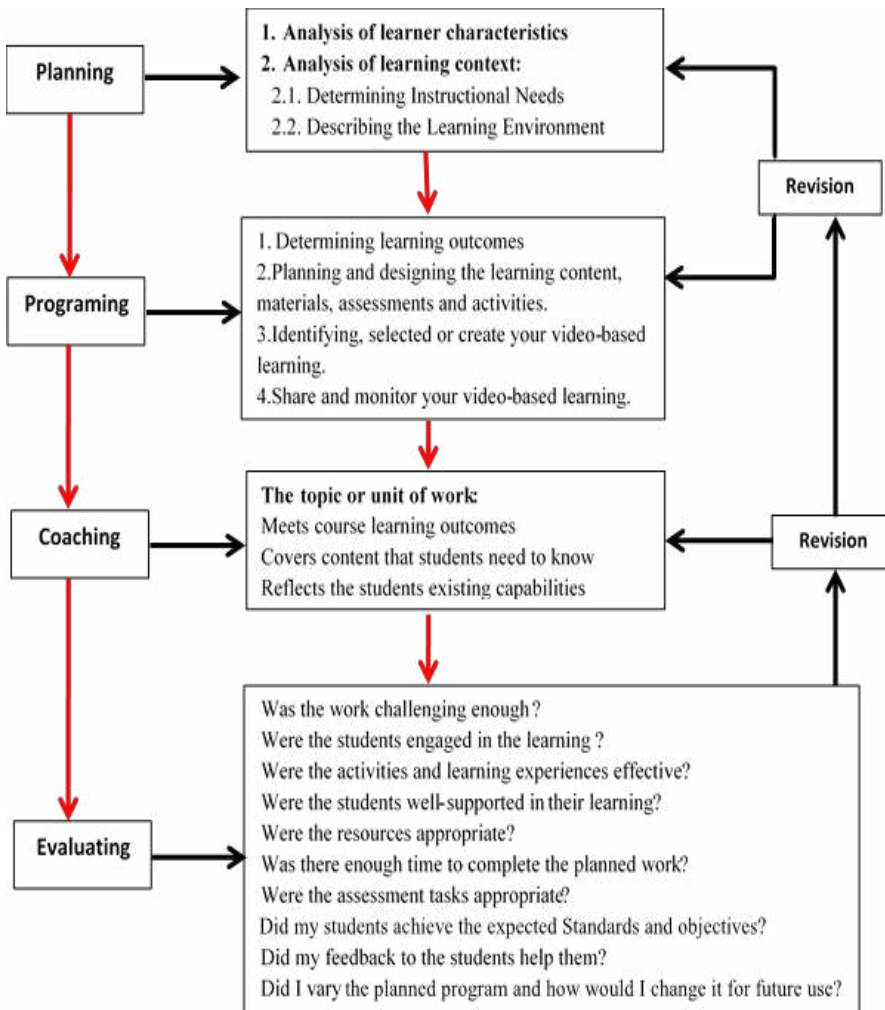 Planning
1. Analysis of learner characteristics
2. Analysis of learning context:
2.1. Determining Instructional Needs
2.2. Describing the Learning Environment
Revision
Programing
1. Determining learning outcomes
2.Planning and designing the learning content,
materials, assessments and activities.
3.Identifying, selected or create your video-based
learning.
4.Share and monitor your video-based learning.
Coaching
The topic or unit of work:
Meets course learning outcomes
Covers content that students need to know
Reflects the students existing capabilities
Revision
Evaluating
Was the work challenging enough?
Were the students engaged in the learning ?
Were the activities and learning experiences effective?
Were the students well-supported in their learning?
Were the resources appropriate?
Was there enough time to complete the planned work?
Were the assessment tasks appropriate?
Did my students achieve the expected Standards and objectives?
Did my feedback to the students help them?
Did I vary the planned program and how would I change it for future use?